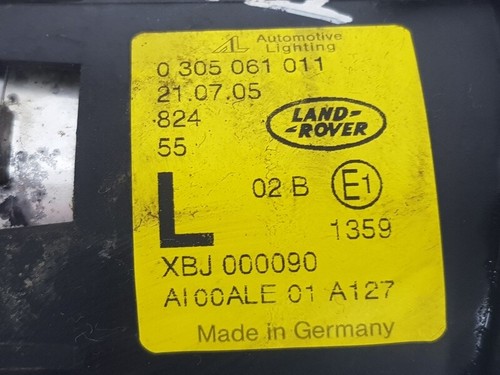 AL Automotive
Lighting
0 305 061 011
21.07.05
824
LAND-
-ROVER
55
L
02 B E1
1359
XBJ 000090
AI00ALE 01 A127
Made in Germany